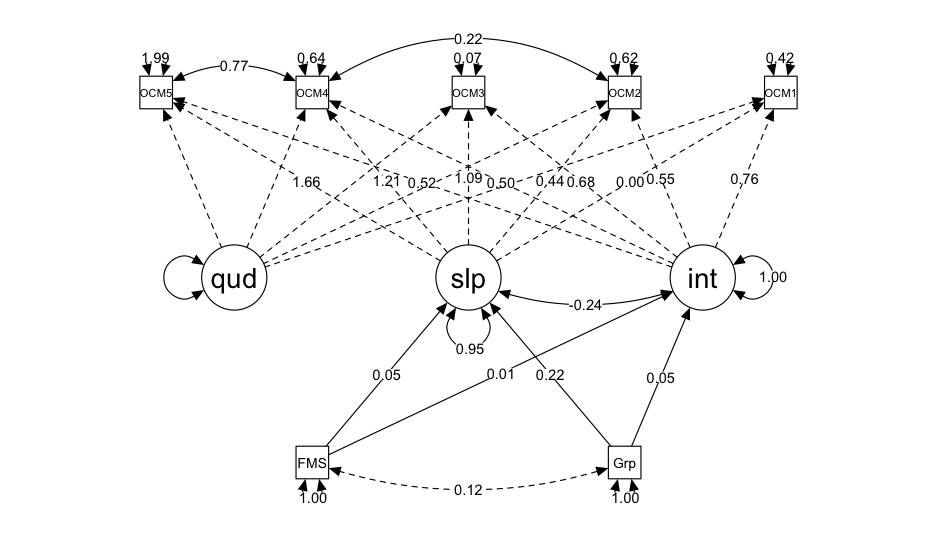 0.22
1.99 0.77 0.64 0.07 0.62 0.42
OCM5 OCM4 OCM3 OCM2 OCM1
1.66 1.21 0.52 1.09 0.50 0.44 0.68 0.00 0.55 0.76
qud slp int 1.00
-0.24
0.95
0.05 0.01 0.22 0.05
FMS Grp
0.12
1.00 1.00